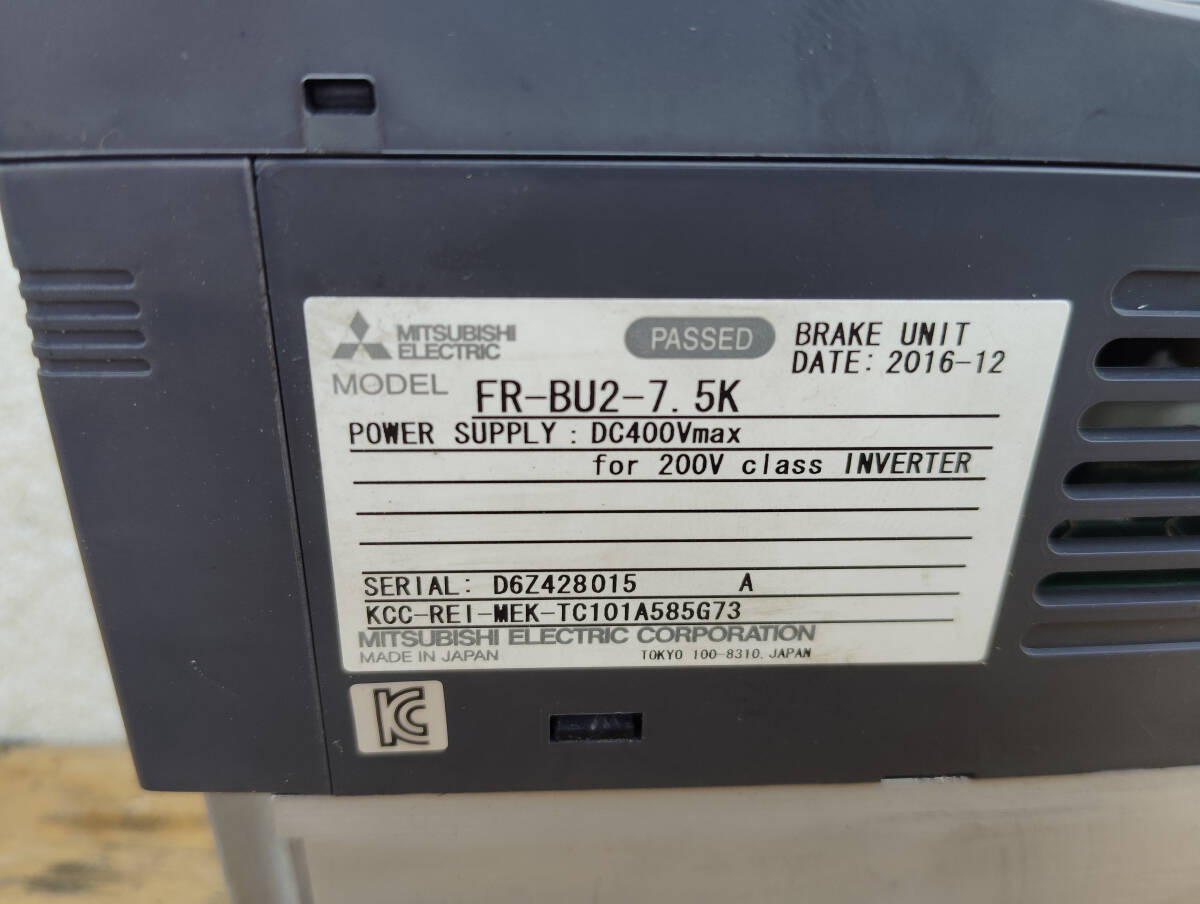 MITSUBISHI
ELECTRIC
PASSED
BRAKE UNIT
DATE: 2016-12
MODEL FR-BU2-7.5K
POWER SUPPLY : DC400Vmax
for 200V class INVERTER
SERIAL: D6Z428015 A
KCC-REI-MEK-TC101A585G73
MITSUBISHI ELECTRIC CORPORATION
MADE IN JAPAN TOKYO 100-8310, JAPAN
KC